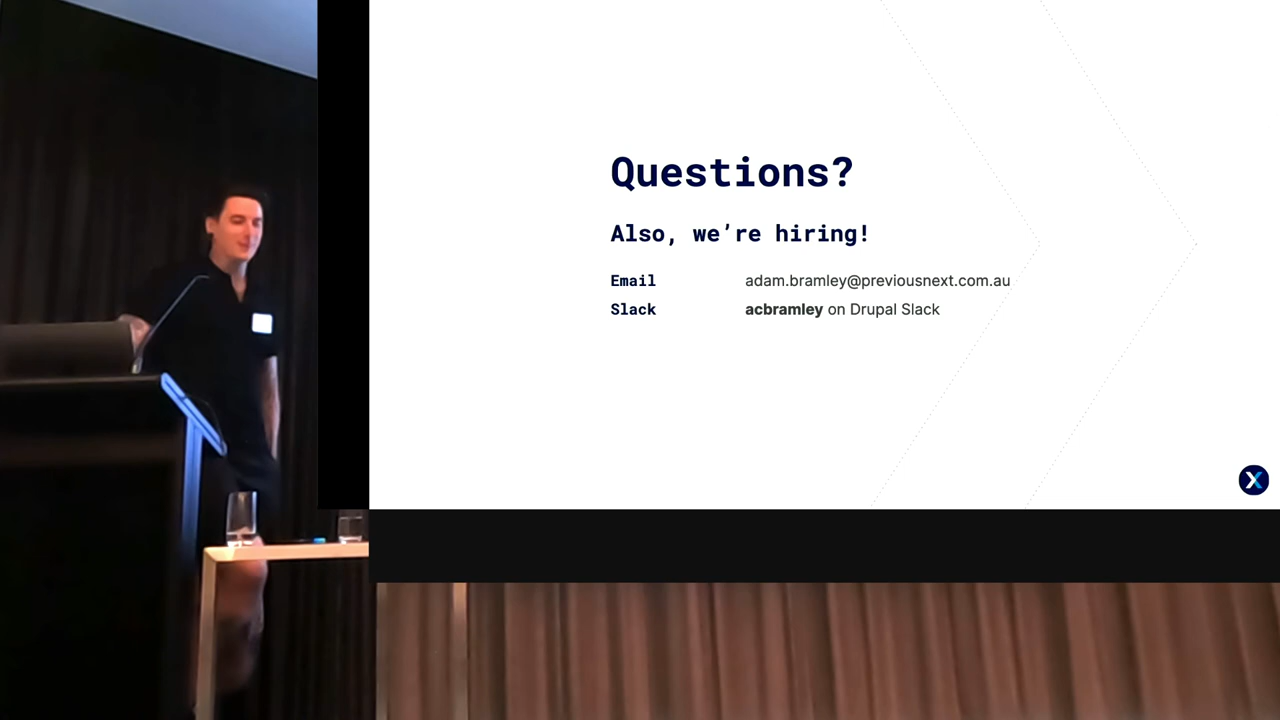 Questions?
Also, we're hiring!
Email adam.bramley@previousnext.com.au
Slack acbramley on Drupal Slack